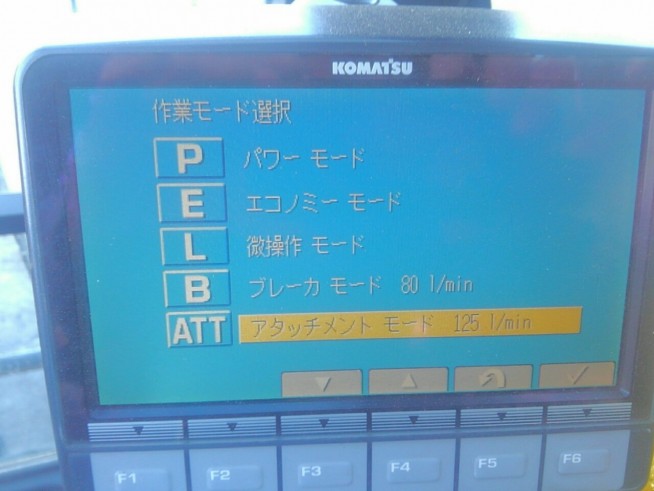 KOMATSU
作業モード選択
P パワー モード
E エコノミー モード
L 微操作 モード
B ブレーカ モード 80 l/min
ATT アタッチメント モード 125 l/min
F1 F2 F3 F4 F5 F6